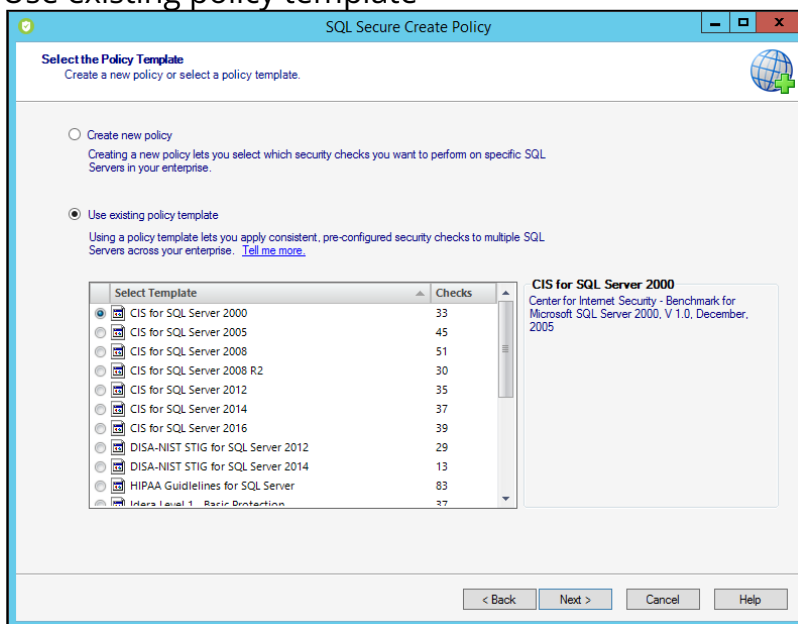 Use existing policy template
SQL Secure Create Policy
Select the Policy Template
Create a new policy or select a policy template.
Create new policy
Creating a new policy lets you select which security checks you want to perform on specific SQL
Servers in your enterprise.
Use existing policy template
Using a policy template lets you apply consistent, pre-configured security checks to multiple SQL
Servers across your enterprise. Tell me more.
Select Template Checks
CIS for SQL Server 2000 33
CIS for SQL Server 2005 45
CIS for SQL Server 2008 51
CIS for SQL Server 2008 R2 30
CIS for SQL Server 2012 35
CIS for SQL Server 2014 37
CIS for SQL Server 2016 39
DISA-NIST STIG for SQL Server 2012 29
DISA-NIST STIG for SQL Server 2014 13
HIPAA Guidlelines for SQL Server 83
Idera Level 1 - Basic Protection 37
CIS for SQL Server 2000
Center for Internet Security - Benchmark for
Microsoft SQL Server 2000, V 1.0, December,
2005
< Back Next > Cancel Help